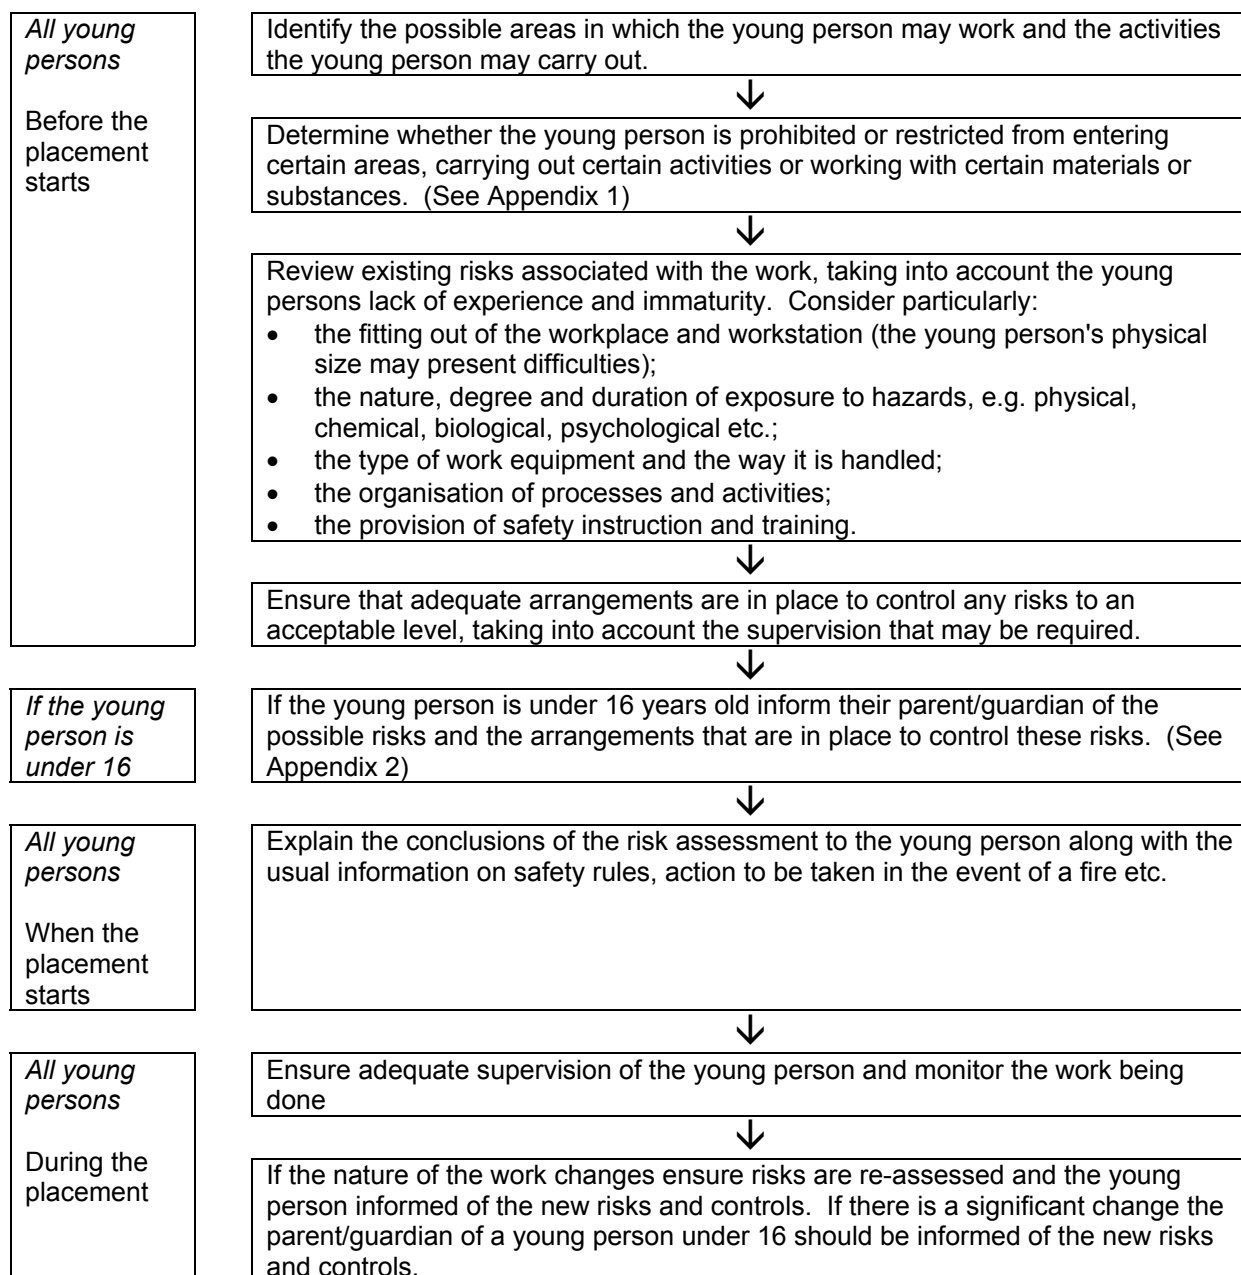 All young
persons
Before the
placement
starts
Identify the possible areas in which the young person may work and the activities
the young person may carry out.
Determine whether the young person is prohibited or restricted from entering
certain areas, carrying out certain activities or working with certain materials or
substances.  (See Appendix 1)
Review existing risks associated with the work, taking into account the young
persons lack of experience and immaturity.  Consider particularly:
• the fitting out of the workplace and workstation (the young person's physical
size may present difficulties);
• the nature, degree and duration of exposure to hazards, e.g. physical,
chemical, biological, psychological etc.;
• the type of work equipment and the way it is handled;
• the organisation of processes and activities;
• the provision of safety instruction and training.
Ensure that adequate arrangements are in place to control any risks to an
acceptable level, taking into account the supervision that may be required.
If the young
person is
under 16
If the young person is under 16 years old inform their parent/guardian of the
possible risks and the arrangements that are in place to control these risks.  (See
Appendix 2)
All young
persons
When the
placement
starts
Explain the conclusions of the risk assessment to the young person along with the
usual information on safety rules, action to be taken in the event of a fire etc.
All young
persons
During the
placement
Ensure adequate supervision of the young person and monitor the work being
done
If the nature of the work changes ensure risks are re-assessed and the young
person informed of the new risks and controls.  If there is a significant change the
parent/guardian of a young person under 16 should be informed of the new risks
and controls.